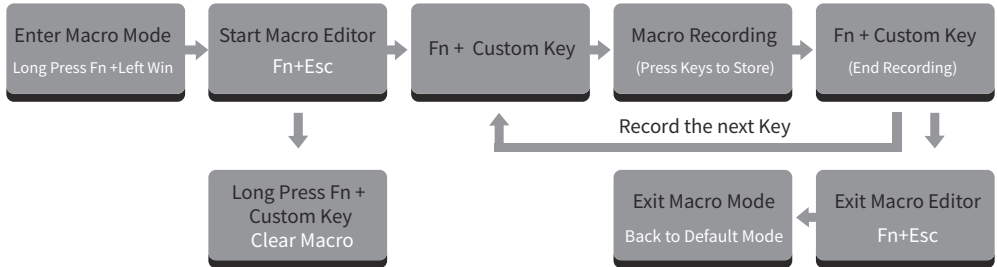 Enter Macro Mode
Long Press Fn +Left Win
Start Macro Editor
Fn+Esc
Fn + Custom Key
Macro Recording
(Press Keys to Store)
Fn + Custom Key
(End Recording)
Record the next Key
Long Press Fn +
Custom Key
Clear Macro
Exit Macro Mode
Back to Default Mode
Exit Macro Editor
Fn+Esc